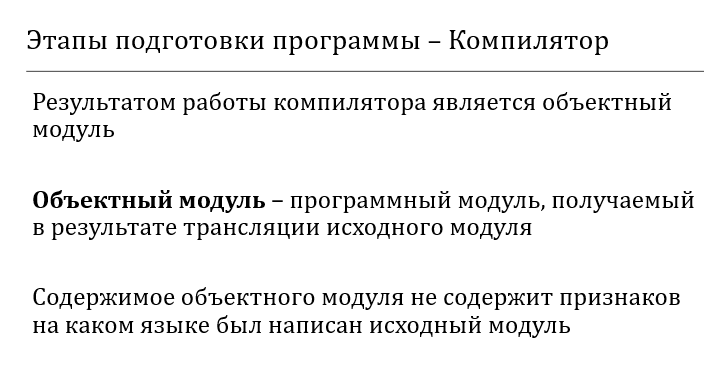 Этапы подготовки программы – Компилятор
Результатом работы компилятора является объектный
модуль
Объектный модуль – программный модуль, получаемый
в результате трансляции исходного модуля
Содержимое объектного модуля не содержит признаков
на каком языке был написан исходный модуль